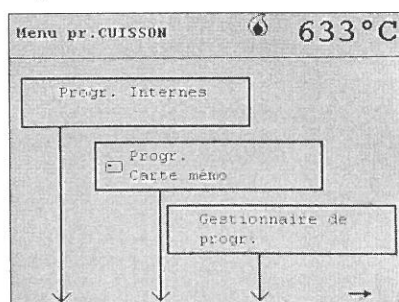 Menu pr.CUISSON
633°C
Progr. Internes
Progr.
Carte mémo
Gestionnaire de
progr.